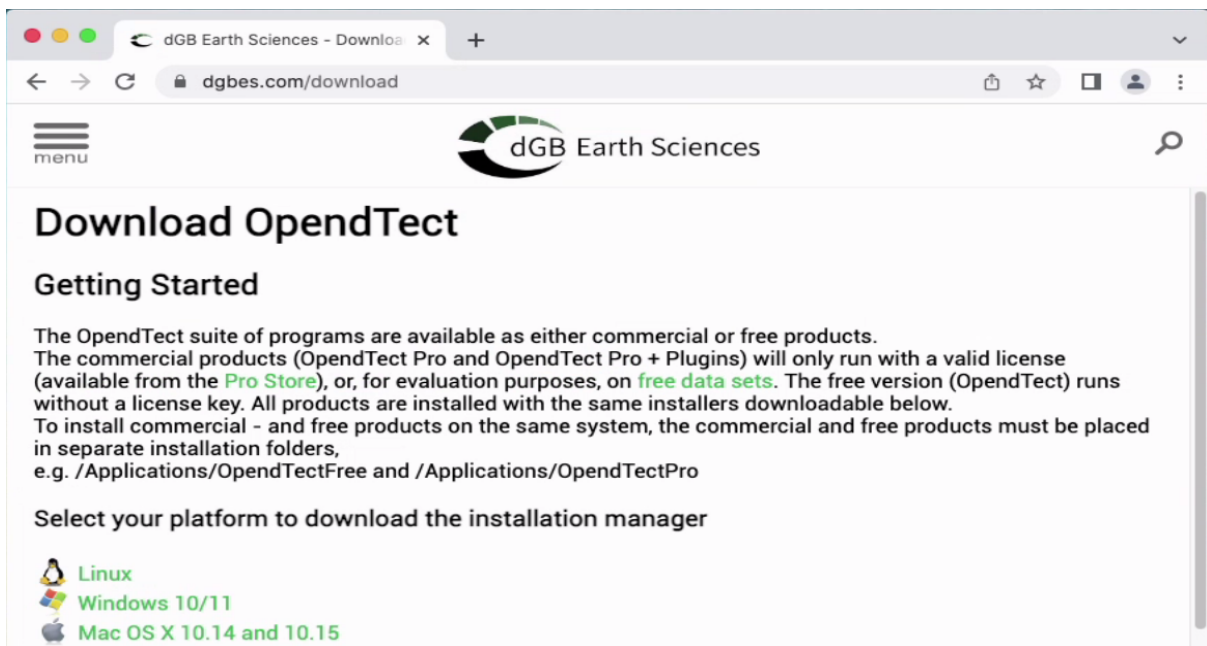 dGB Earth Sciences - Downloa
dgbes.com/download
menu
dGB Earth Sciences
Download OpendTect
Getting Started
The OpendTect suite of programs are available as either commercial or free products.
The commercial products (OpendTect Pro and OpendTect Pro + Plugins) will only run with a valid license
(available from the Pro Store), or, for evaluation purposes, on free data sets. The free version (OpendTect) runs
without a license key. All products are installed with the same installers downloadable below.
To install commercial - and free products on the same system, the commercial and free products must be placed
in separate installation folders,
e.g. /Applications/OpendTectFree and /Applications/OpendTectPro
Select your platform to download the installation manager
Linux
Windows 10/11
Mac OS X 10.14 and 10.15